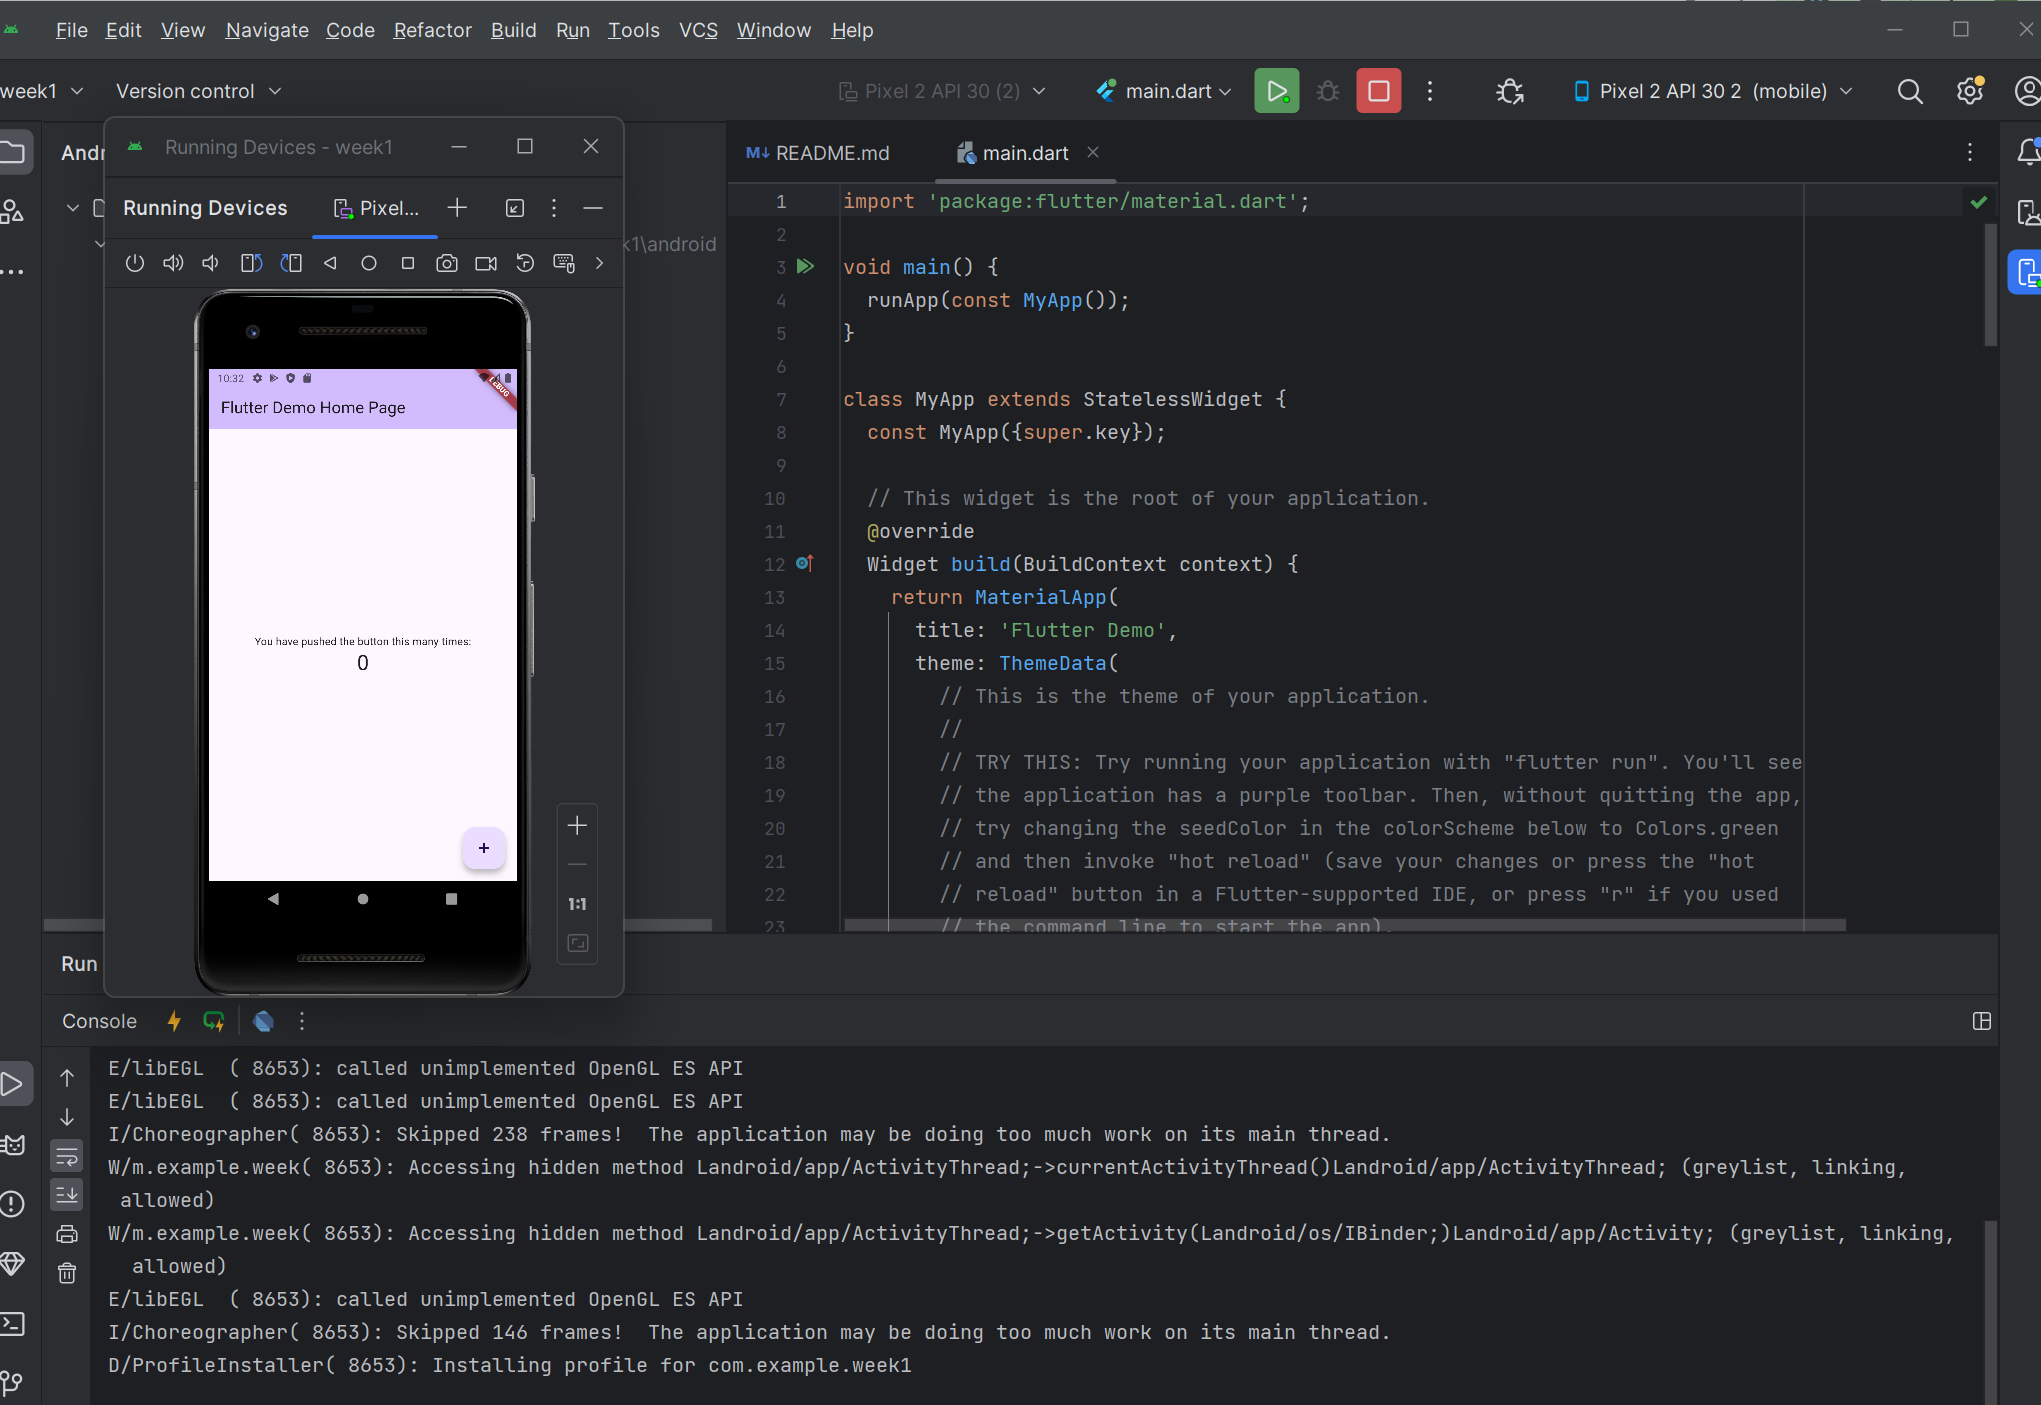 File Edit View Navigate Code Refactor Build Run Tools VCS Window Help
week1 Version control Pixel 2 API 30 (2) main.dart Pixel 2 API 30 2 (mobile)
Running Devices - week1
Andr
Running Devices Pixel...
k1\android
10:32
DEBUG
Flutter Demo Home Page
You have pushed the button this many times:
0
+
1:1
M↓ README.md main.dart
1 import 'package:flutter/material.dart';
2
3 void main() {
4 runApp(const MyApp());
5 }
6
7 class MyApp extends StatelessWidget {
8 const MyApp({super.key});
9
10 // This widget is the root of your application.
11 @override
12 Widget build(BuildContext context) {
13 return MaterialApp(
14 title: 'Flutter Demo',
15 theme: ThemeData(
16 // This is the theme of your application.
17 //
18 // TRY THIS: Try running your application with "flutter run". You'll see
19 // the application has a purple toolbar. Then, without quitting the app,
20 // try changing the seedColor in the colorScheme below to Colors.green
21 // and then invoke "hot reload" (save your changes or press the "hot
22 // reload" button in a Flutter-supported IDE, or press "r" if you used
23 // the command line to start the app).
Run
Console
E/libEGL ( 8653): called unimplemented OpenGL ES API
E/libEGL ( 8653): called unimplemented OpenGL ES API
I/Choreographer( 8653): Skipped 238 frames! The application may be doing too much work on its main thread.
W/m.example.week( 8653): Accessing hidden method Landroid/app/ActivityThread;->currentActivityThread()Landroid/app/ActivityThread; (greylist, linking,
allowed)
W/m.example.week( 8653): Accessing hidden method Landroid/app/ActivityThread;->getActivity(Landroid/os/IBinder;)Landroid/app/Activity; (greylist, linking,
allowed)
E/libEGL ( 8653): called unimplemented OpenGL ES API
I/Choreographer( 8653): Skipped 146 frames! The application may be doing too much work on its main thread.
D/ProfileInstaller( 8653): Installing profile for com.example.week1